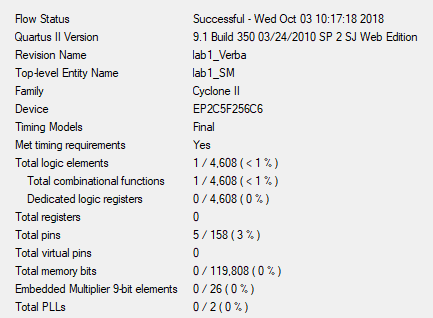 Flow Status Successful - Wed Oct 03 10:17:18 2018
Quartus II Version 9.1 Build 350 03/24/2010 SP 2 SJ Web Edition
Revision Name lab1_Verba
Top-level Entity Name lab1_SM
Family Cyclone II
Device EP2C5F256C6
Timing Models Final
Met timing requirements Yes
Total logic elements 1 / 4,608 ( < 1 % )
Total combinational functions 1 / 4,608 ( < 1 % )
Dedicated logic registers 0 / 4,608 ( 0 % )
Total registers 0
Total pins 5 / 158 ( 3 % )
Total virtual pins 0
Total memory bits 0 / 119,808 ( 0 % )
Embedded Multiplier 9-bit elements 0 / 26 ( 0 % )
Total PLLs 0 / 2 ( 0 % )